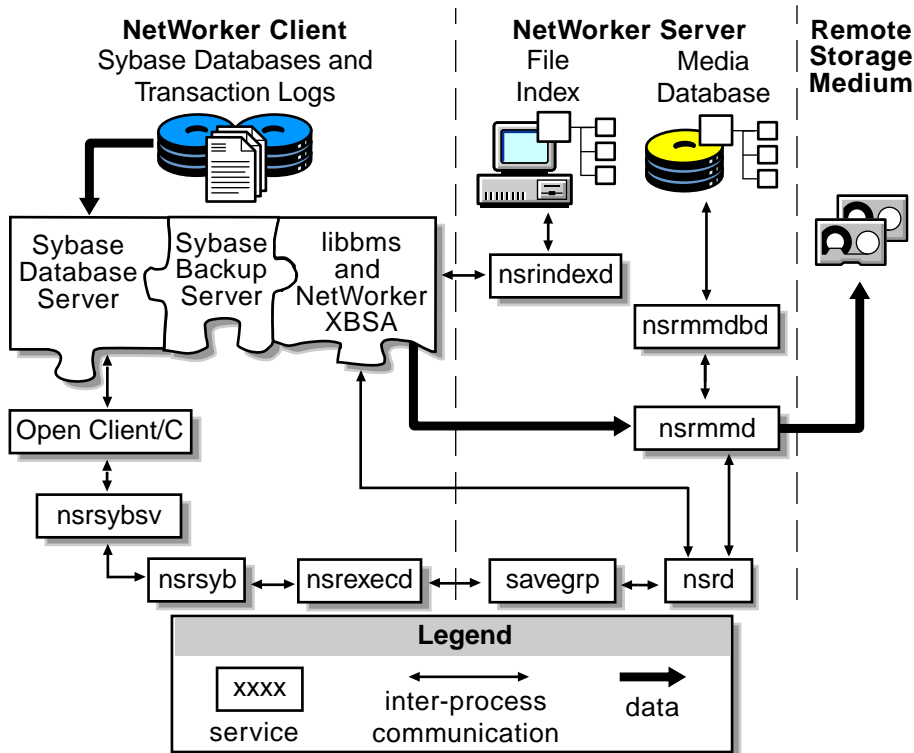 NetWorker Client
Sybase Databases and
Transaction Logs
NetWorker Server
File
Index
Media
Database
Remote
Storage
Medium
Sybase
Database
Server
Sybase
Backup
Server
libbms
and
NetWorker
XBSA
nsrindexd
nsrmmdbd
Open Client/C
nsrmmd
nsrsybsv
nsrsyb
nsrexecd
savegrp
nsrd
Legend
xxxx
service
inter-process
communication
data